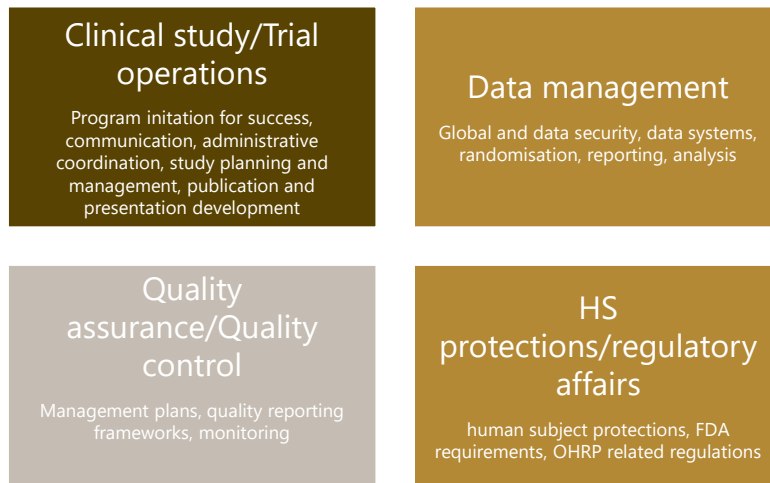 Clinical study/Trial
operations
Program initation for success,
communication, administrative
coordination, study planning and
management, publication and
presentation development
Data management
Global and data security, data systems,
randomisation, reporting, analysis
Quality
assurance/Quality
control
Management plans, quality reporting
frameworks, monitoring
HS
protections/regulatory
affairs
human subject protections, FDA
requirements, OHRP related regulations